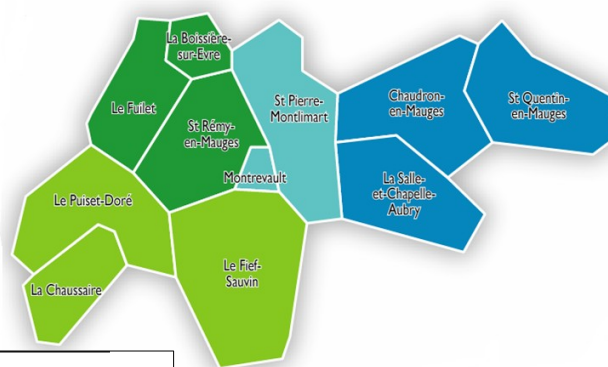 La Boissière-
sur-Evre
Le Fuilet
St Rémy-
en-Mauges
St Pierre-
Montlimart
Chaudron-
en-Mauges
St Quentin-
en-Mauges
Montrevault
La Salle-
et-Chapelle-
Aubry
Le Puiset-Doré
Le Fief-
Sauvin
La Chaussaire